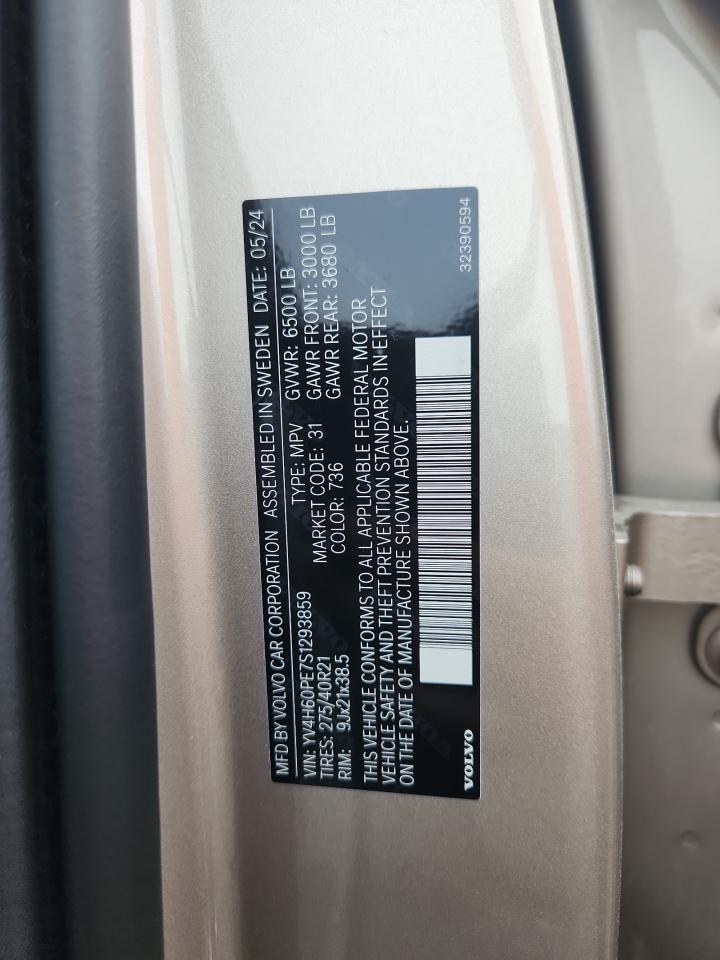 MFD BY VOLVO CAR CORPORATION ASSEMBLED IN SWEDEN DATE: 05/24
VIN: YV4H60PE7S1293859 TYPE: MPV GVWR: 6500 LB
TIRES: 275/40R21 MARKET CODE: 31 GAWR FRONT: 3000 LB
RIM: 9Jx21x38.5 COLOR: 736 GAWR REAR: 3680 LB
THIS VEHICLE CONFORMS TO ALL APPLICABLE FEDERAL MOTOR
VEHICLE SAFETY AND THEFT PREVENTION STANDARDS IN EFFECT
ON THE DATE OF MANUFACTURE SHOWN ABOVE.
VOLVO 32390594